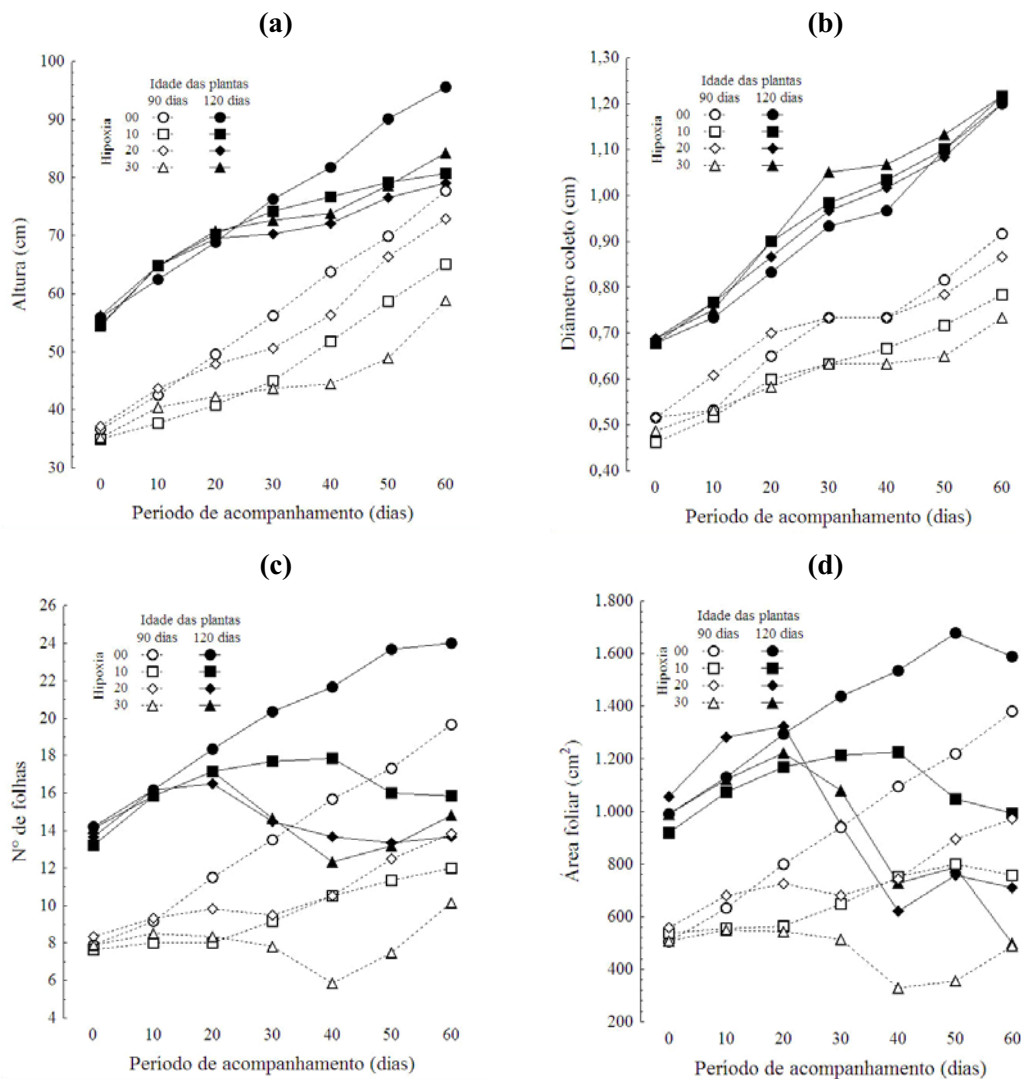 (a)
Altura (cm)
100
90
80
70
60
50
40
30
Idade das plantas
90 dias 120 dias
Hipoxia
00
10
20
30
0 10 20 30 40 50 60
Periodo de acompanhamento (dias)
(b)
Diâmetro coleto (cm)
1,30
1,20
1,10
1,00
0,90
0,80
0,70
0,60
0,50
0,40
Idade das plantas
90 dias 120 dias
Hipoxia
00
10
20
30
0 10 20 30 40 50 60
Periodo de acompanhamento (dias)
(c)
Nº de folhas
26
24
22
20
18
16
14
12
10
8
6
4
Idade das plantas
90 dias 120 dias
Hipoxia
00
10
20
30
0 10 20 30 40 50 60
Periodo de acompanhamento (dias)
(d)
Área foliar (cm²)
1.800
1.600
1.400
1.200
1.000
800
600
400
200
Idade das plantas
90 dias 120 dias
Hipoxia
00
10
20
30
0 10 20 30 40 50 60
Período de acompanhamento (dias)